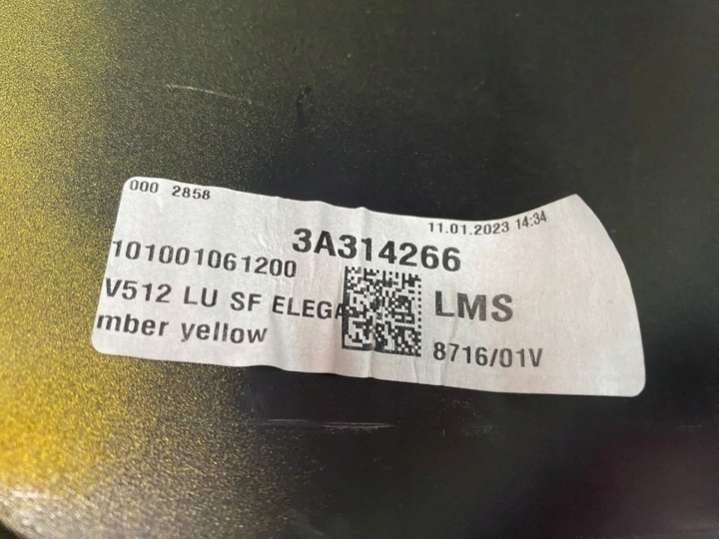 000 2858
11.01.2023 14:34
3A314266
101001061200
V512 LU SF ELEGA
LMS
mber yellow
8716/01V